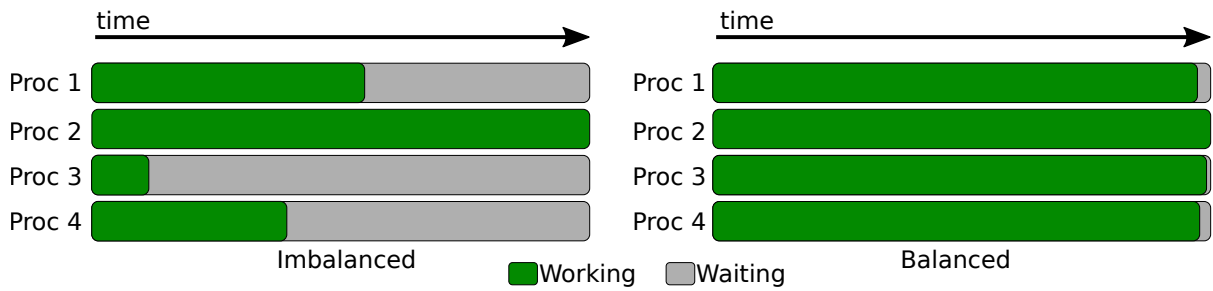 time
Proc 1
Proc 2
Proc 3
Proc 4
Imbalanced
time
Proc 1
Proc 2
Proc 3
Proc 4
Balanced
Working
Waiting